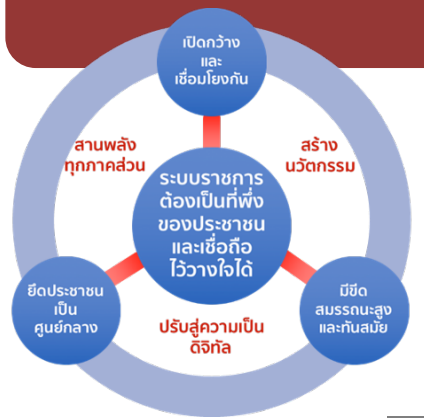 เปิดกว้าง
และ
เชื่อมโยงกัน
สานพลัง
ทุกภาคส่วน
สร้าง
นวัตกรรม
ระบบราชการ
ต้องเป็นที่พึ่ง
ของประชาชน
และเชื่อถือ
ไว้วางใจได้
ยึดประชาชน
เป็น
ศูนย์กลาง
มีขีด
สมรรถนะสูง
และทันสมัย
ปรับสู่ความเป็น
ดิจิทัล